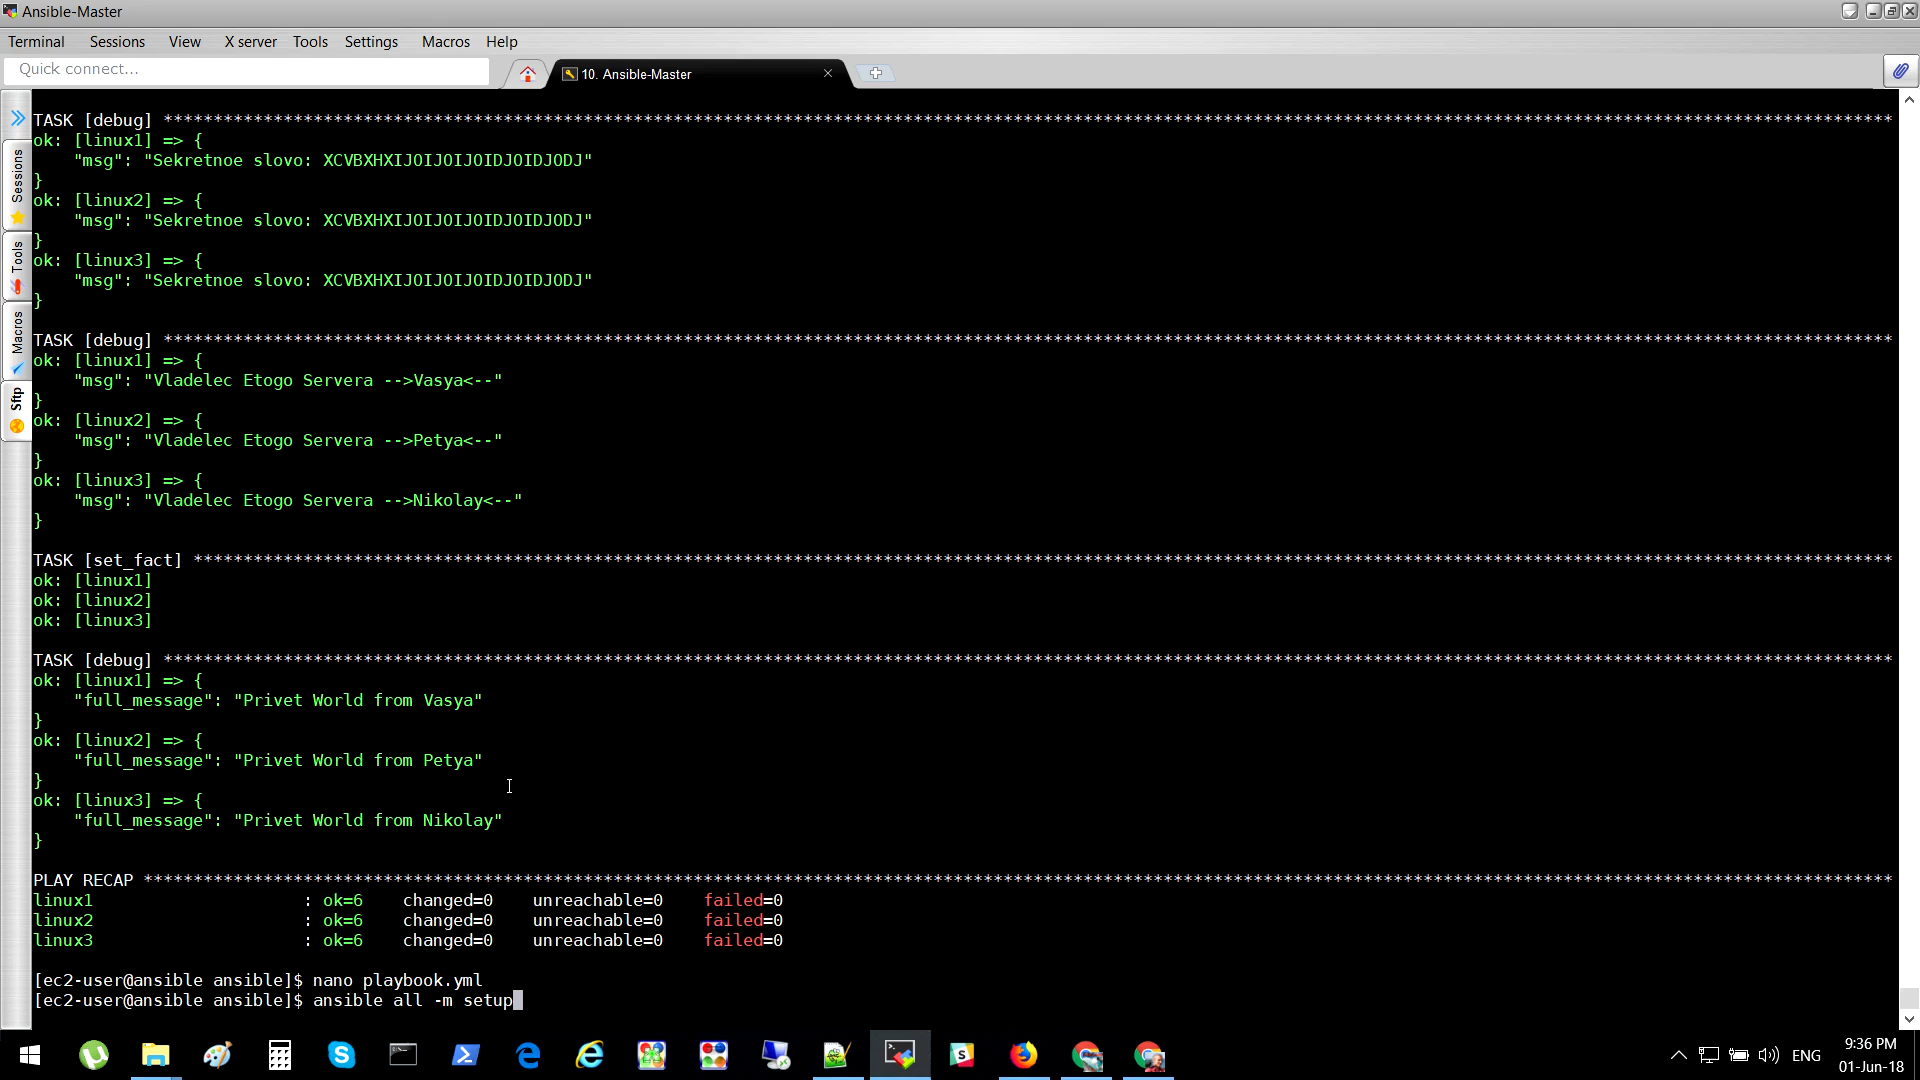 Ansible-Master
Terminal Sessions View X server Tools Settings Macros Help
Quick connect...
10. Ansible-Master
Sessions
Tools
Macros
Sftp
TASK [debug] ****************************************************************************************************************************************************************************
ok: [linux1] => {
    "msg": "Sekretnoe slovo: XCVBXHXIJOIJOIJOIDJOIDJODJ"
}
ok: [linux2] => {
    "msg": "Sekretnoe slovo: XCVBXHXIJOIJOIJOIDJOIDJODJ"
}
ok: [linux3] => {
    "msg": "Sekretnoe slovo: XCVBXHXIJOIJOIJOIDJOIDJODJ"
}
TASK [debug] ****************************************************************************************************************************************************************************
ok: [linux1] => {
    "msg": "Vladelec Etogo Servera -->Vasya<--"
}
ok: [linux2] => {
    "msg": "Vladelec Etogo Servera -->Petya<--"
}
ok: [linux3] => {
    "msg": "Vladelec Etogo Servera -->Nikolay<--"
}
TASK [set_fact] *************************************************************************************************************************************************************************
ok: [linux1]
ok: [linux2]
ok: [linux3]
TASK [debug] ****************************************************************************************************************************************************************************
ok: [linux1] => {
    "full_message": "Privet World from Vasya"
}
ok: [linux2] => {
    "full_message": "Privet World from Petya"
}
ok: [linux3] => {
    "full_message": "Privet World from Nikolay"
}
PLAY RECAP ******************************************************************************************************************************************************************************
linux1                     : ok=6    changed=0    unreachable=0    failed=0
linux2                     : ok=6    changed=0    unreachable=0    failed=0
linux3                     : ok=6    changed=0    unreachable=0    failed=0
[ec2-user@ansible ansible]$ nano playbook.yml
[ec2-user@ansible ansible]$ ansible all -m setup
ENG
9:36 PM
01-Jun-18